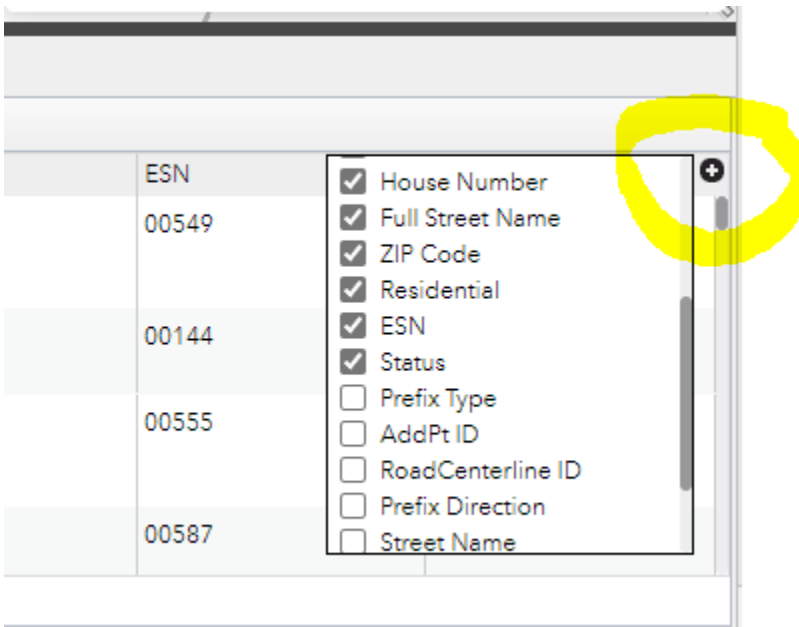 ESN
House Number
00549
Full Street Name
ZIP Code
Residential
00144
ESN
Status
Prefix Type
00555
AddPt ID
RoadCenterline ID
Prefix Direction
00587
Street Name